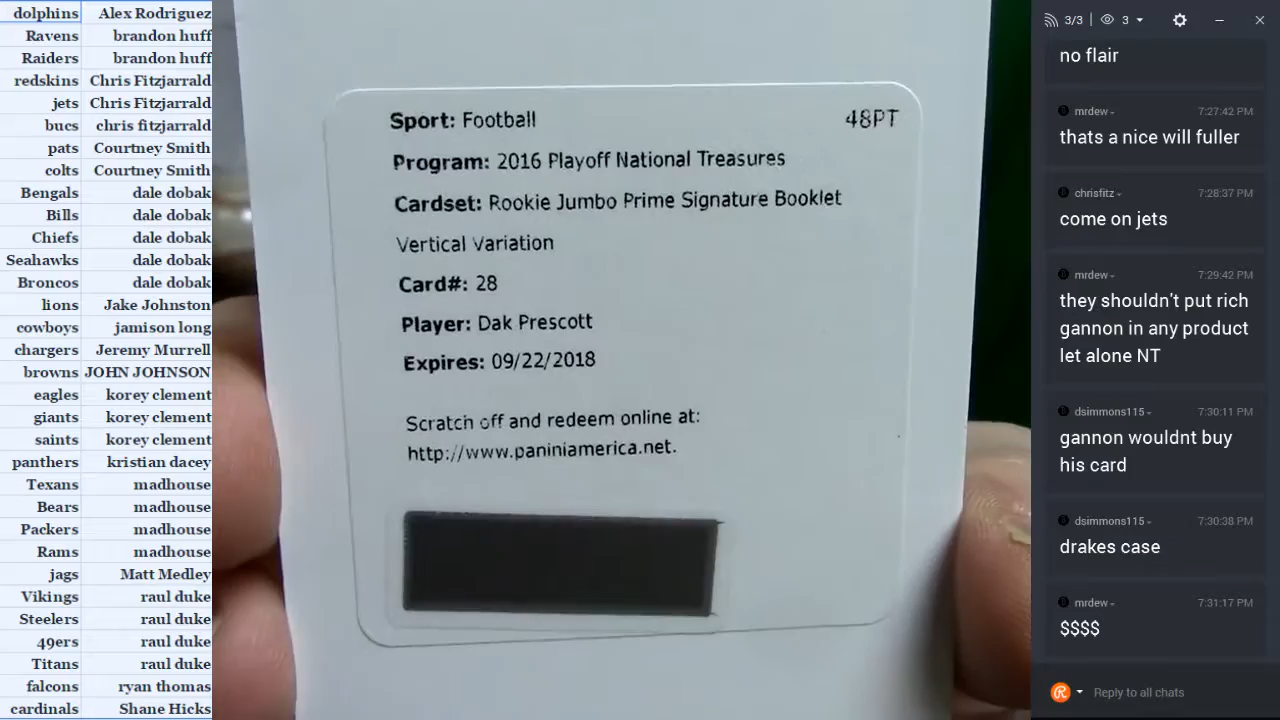 dolphins Alex Rodriguez
Ravens brandon huff
Raiders brandon huff
redskins Chris Fitzjarrald
jets Chris Fitzjarrald
bucs chris fitzjarrald
pats Courtney Smith
colts Courtney Smith
Bengals dale dobak
Bills dale dobak
Chiefs dale dobak
Seahawks dale dobak
Broncos dale dobak
lions Jake Johnston
cowboys jamison long
chargers Jeremy Murrell
browns JOHN JOHNSON
eagles korey clement
giants korey clement
saints korey clement
panthers kristian dacey
Texans madhouse
Bears madhouse
Packers madhouse
Rams madhouse
jags Matt Medley
Vikings raul duke
Steelers raul duke
49ers raul duke
Titans raul duke
falcons ryan thomas
cardinals Shane Hicks
Sport: Football 48PT
Program: 2016 Playoff National Treasures
Cardset: Rookie Jumbo Prime Signature Booklet
Vertical Variation
Card#: 28
Player: Dak Prescott
Expires: 09/22/2018
Scratch off and redeem online at:
http://www.paniniamerica.net.
3/3 3
no flair
mrdew 7:27:42 PM
thats a nice will fuller
chrisfitz 7:28:37 PM
come on jets
mrdew 7:29:42 PM
they shouldn't put rich
gannon in any product
let alone NT
dsimmons115 7:30:11 PM
gannon wouldnt buy
his card
dsimmons115 7:30:38 PM
drakes case
mrdew 7:31:17 PM
$$$$
Reply to all chats